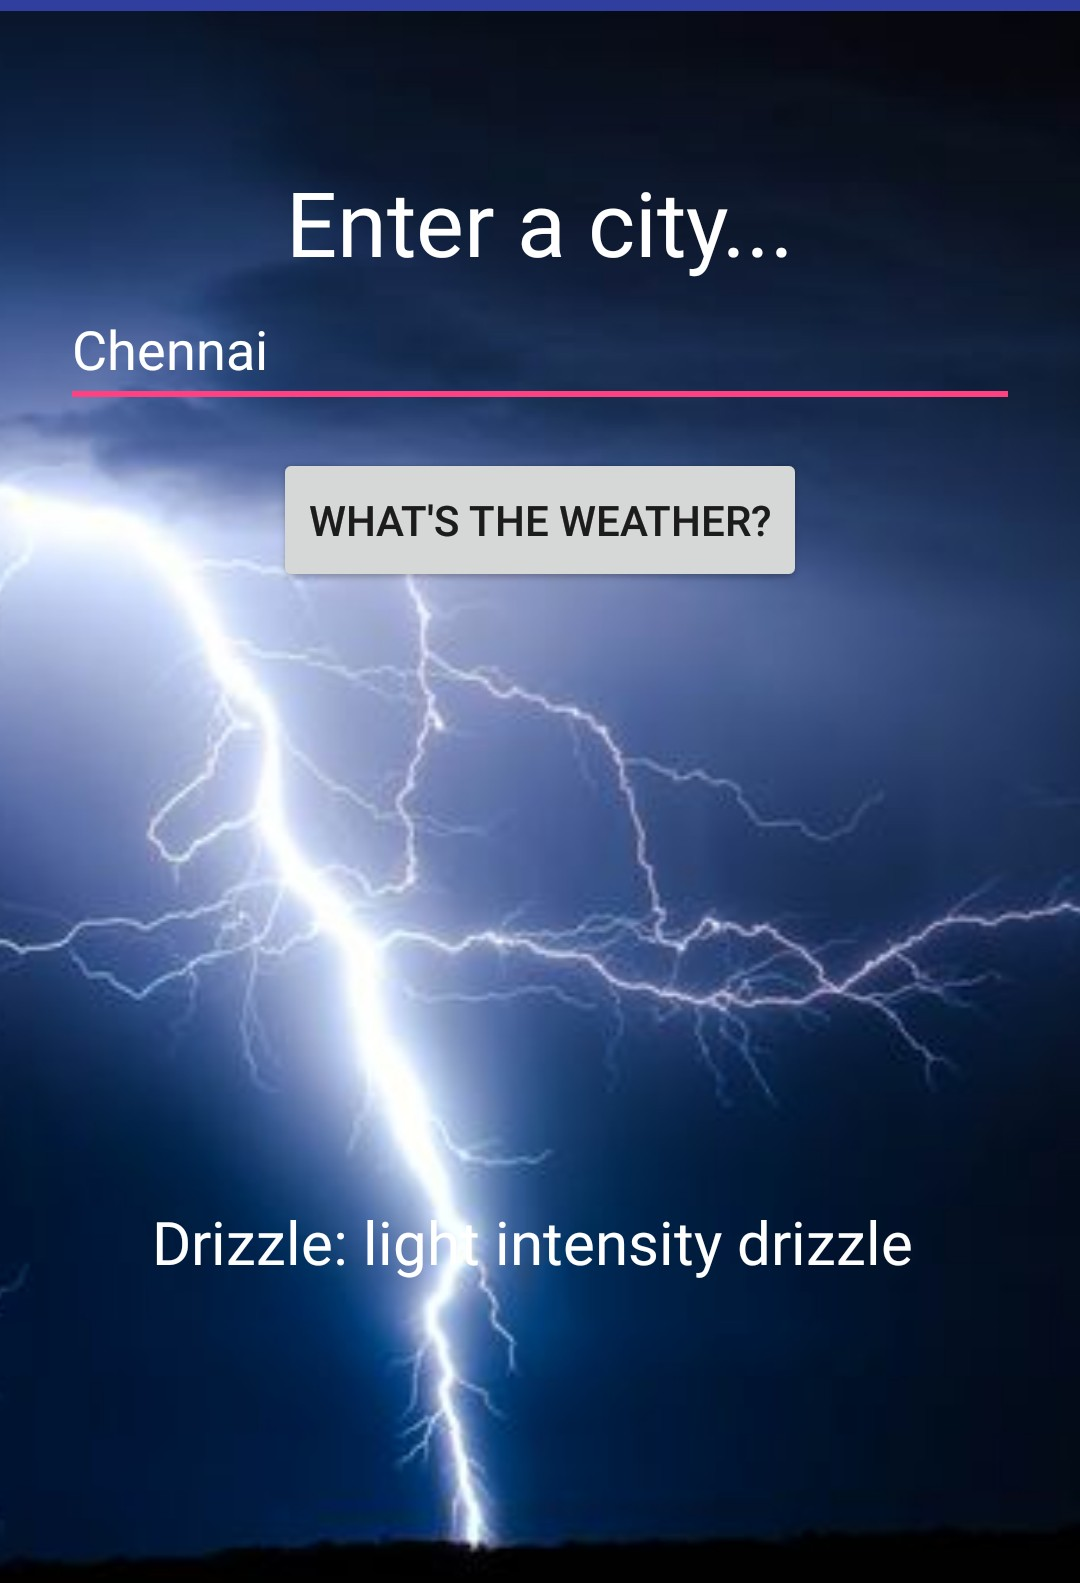 Enter a city...
Chennai
WHAT'S THE WEATHER?
Drizzle: light intensity drizzle